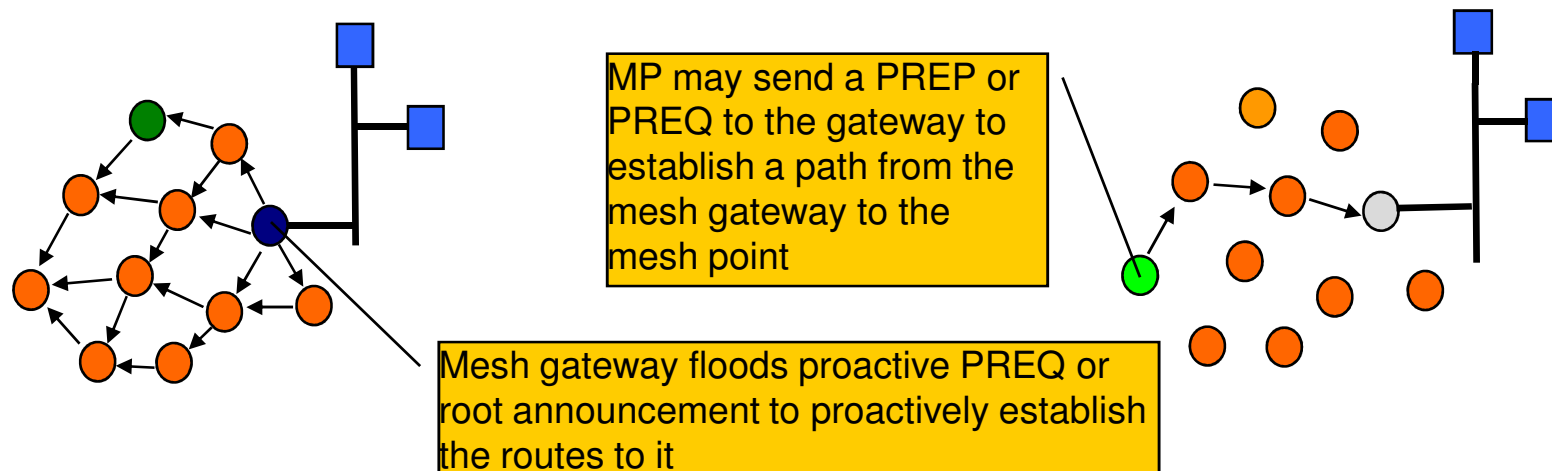 MP may send a PREP or
PREQ to the gateway to
establish a path from the
mesh gateway to the
mesh point
Mesh gateway floods proactive PREQ or
root announcement to proactively establish
the routes to it